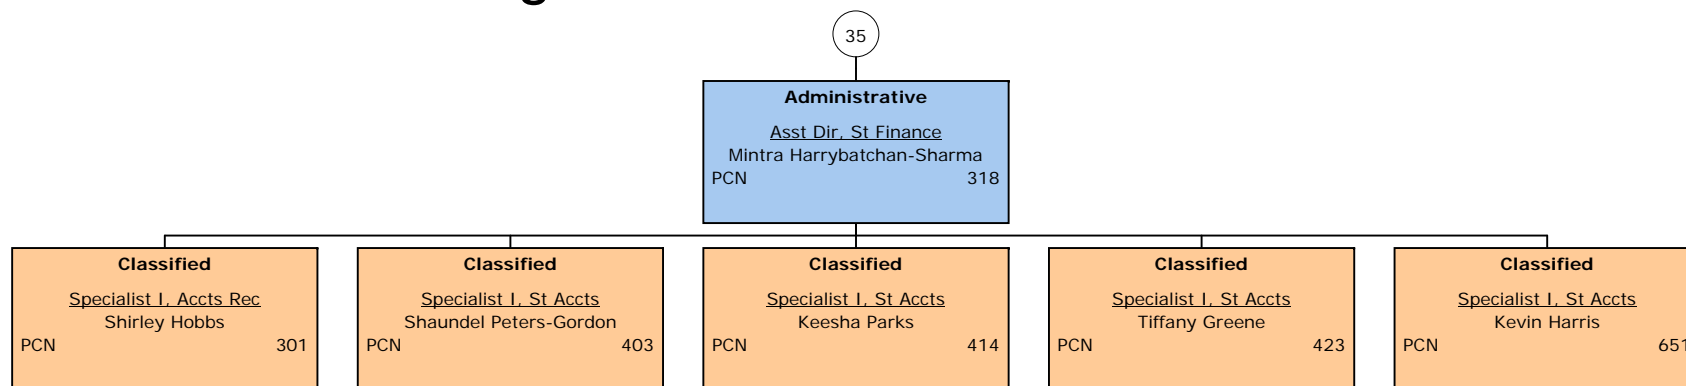 35
Administrative
Asst Dir, St Finance
Mintra Harrybatchan-Sharma
PCN 318
Classified
Specialist I, Accts Rec
Shirley Hobbs
PCN 301
Classified
Specialist I, St Accts
Shaundel Peters-Gordon
PCN 403
Classified
Specialist I, St Accts
Keesha Parks
PCN 414
Classified
Specialist I, St Accts
Tiffany Greene
PCN 423
Classified
Specialist I, St Accts
Kevin Harris
PCN 651